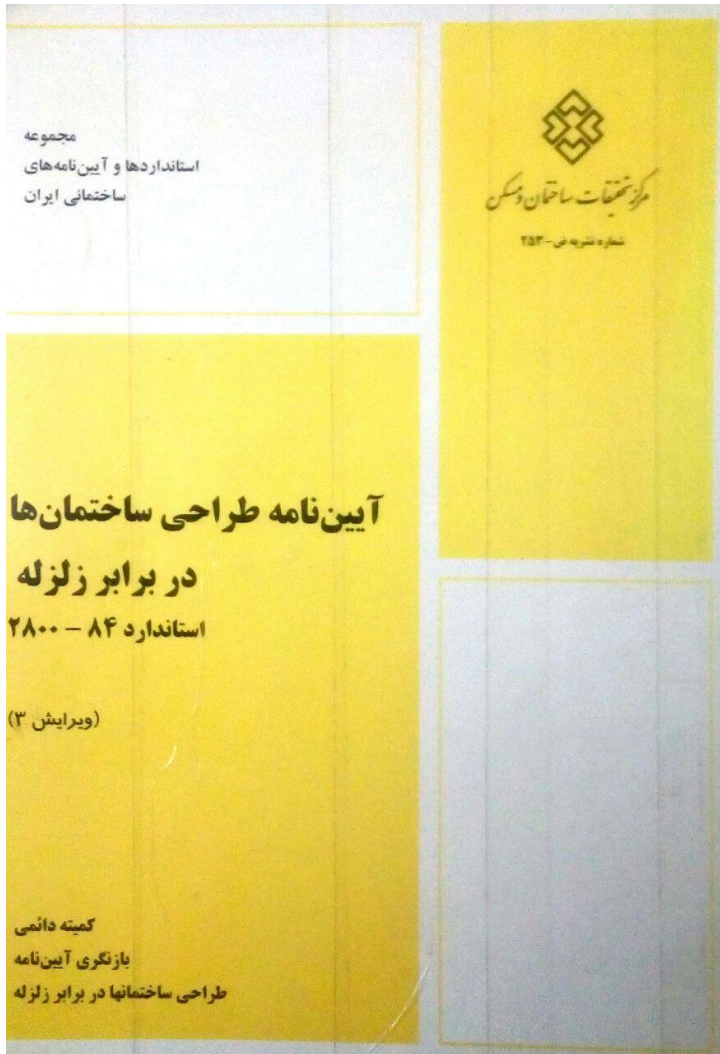 مرکز تحقیقات ساختمان و مسکن
شماره نشریه ض-۲۵۳
مجموعه
استانداردها و آیین‌نامه‌های
ساختمانی ایران
آیین‌نامه طراحی ساختمان‌ها
در برابر زلزله
استاندارد ۸۴ – ۲۸۰۰
(ویرایش ۳)
کمیته دائمی
بازنگری آیین‌نامه
طراحی ساختمانها در برابر زلزله